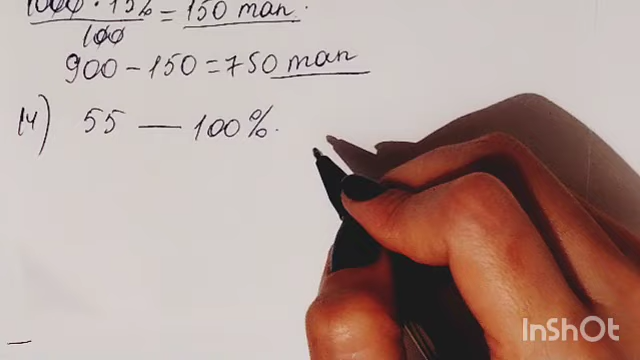 1000 · 15% / 100 = 150 man.
900 − 150 = 750 man
14) 55 — 100%.
InShOt